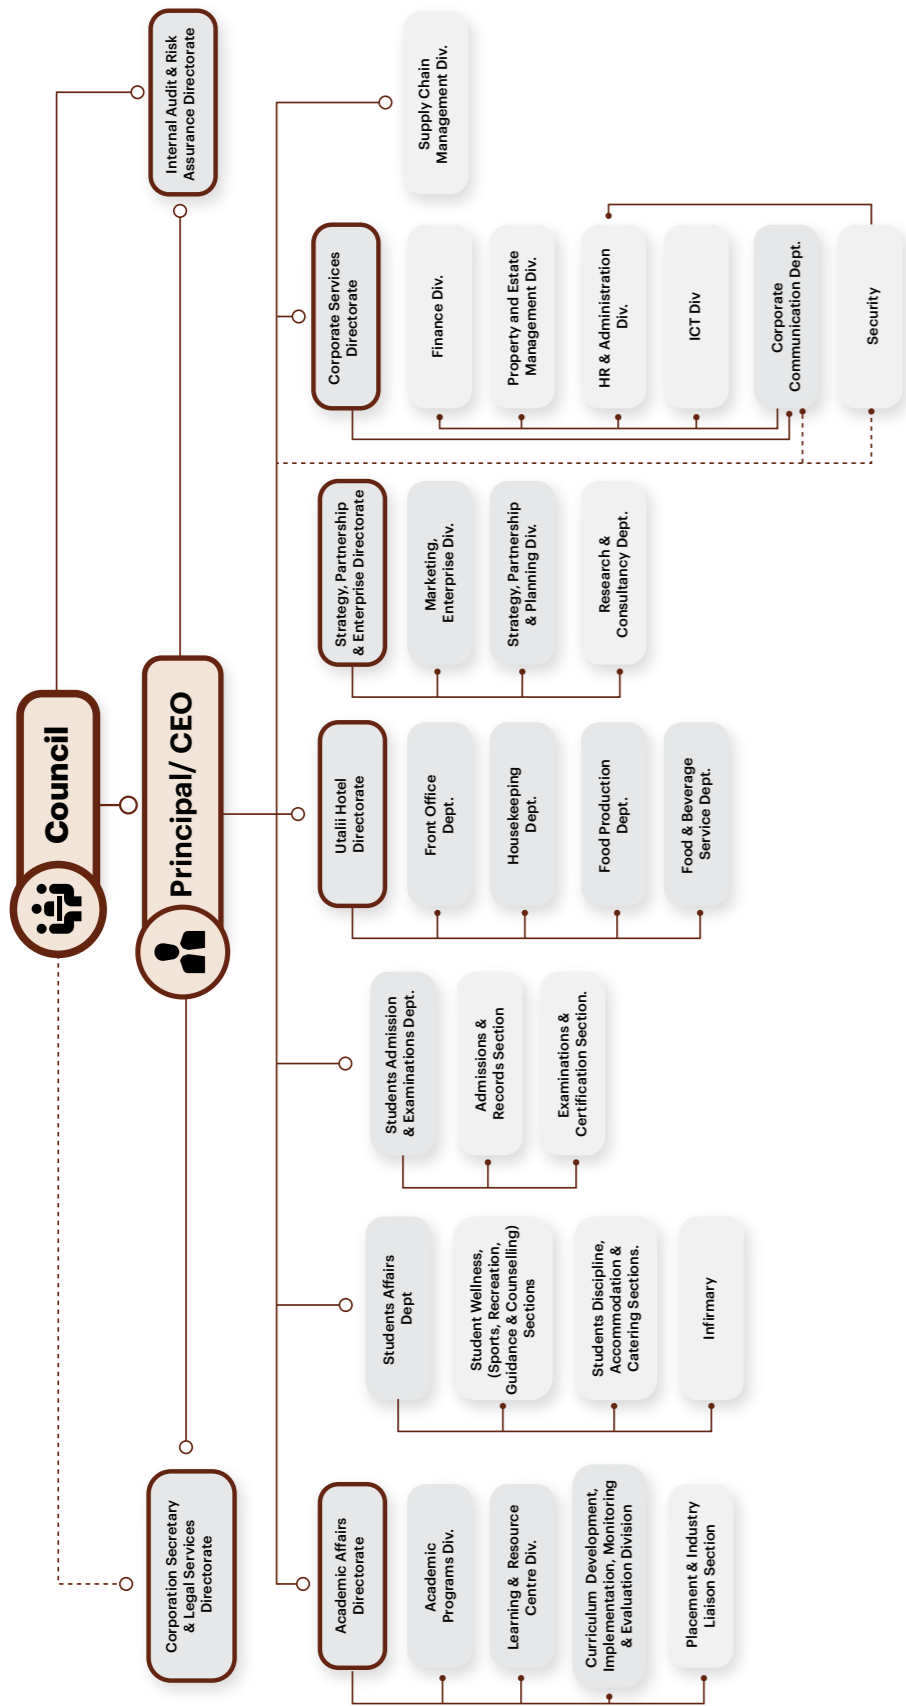 Council
Principal/ CEO
Corporation Secretary
& Legal Services
Directorate
Internal Audit & Risk
Assurance Directorate
Academic Affairs
Directorate
Academic
Programs Div.
Learning & Resource
Centre Div.
Curriculum Development,
Implementation, Monitoring
& Evaluation Division
Placement & Industry
Liaison Section
Students Affairs
Dept
Student Wellness,
(Sports, Recreation,
Guidance & Counselling)
Sections
Students Discipline,
Accommodation &
Catering Sections.
Infirmary
Students Admission
& Examinations Dept.
Admissions &
Records Section
Examinations &
Certification Section.
Utalii Hotel
Directorate
Front Office
Dept.
Housekeeping
Dept.
Food Production
Dept.
Food & Beverage
Service Dept.
Strategy, Partnership
& Enterprise Directorate
Marketing,
Enterprise Div.
Strategy, Partnership
& Planning Div.
Research &
Consultancy Dept.
Corporate Services
Directorate
Finance Div.
Property and Estate
Management Div.
HR & Administration
Div.
ICT Div
Corporate
Communication Dept.
Security
Supply Chain
Management Div.